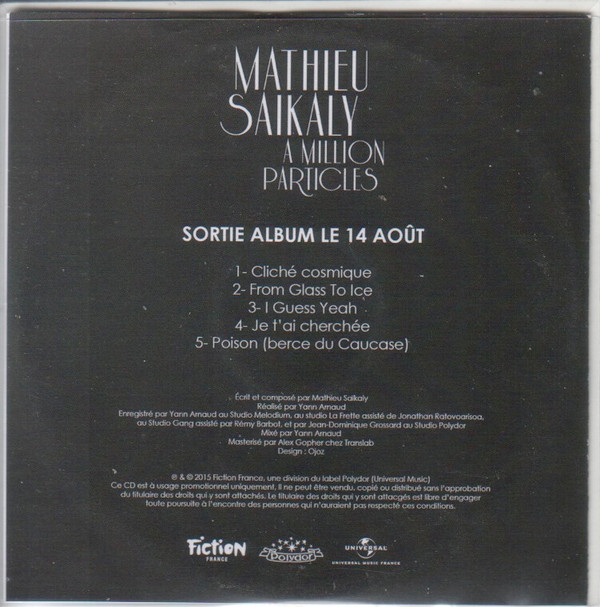 MATHIEU
SAIKALY
A MILLION
PARTICLES
SORTIE ALBUM LE 14 AOÛT
1- Cliché cosmique
2- From Glass To Ice
3- I Guess Yeah
4- Je t'ai cherchée
5- Poison (berce du Caucase)
Écrit et composé par Mathieu Saikaly
Réalisé par Yann Arnaud
Enregistré par Yann Arnaud au Studio Melodium, au studio La Frette assisté de Jonathan Ratovoarisoa,
au Studio Gang assisté par Rémy Barbot, et par Jean-Dominique Grossard au Studio Polydor
Mixé par Yann Arnaud
Masterisé par Alex Gopher chez Translab
Design : Ojoz
℗ & © 2015 Fiction France, une division du label Polydor (Universal Music)
Ce CD est à usage promotionnel uniquement, il ne peut être vendu, copié ou distribué sans l'approbation
du titulaire des droits qui y sont attachés. Le titulaire des droits qui y sont attacgés est libre d'engager
toute poursuite à l'encontre des personnes qui n'auraient pas respecté ces conditions.
Fiction
FRANCE
Polydor
UNIVERSAL
UNIVERSAL MUSIC FRANCE